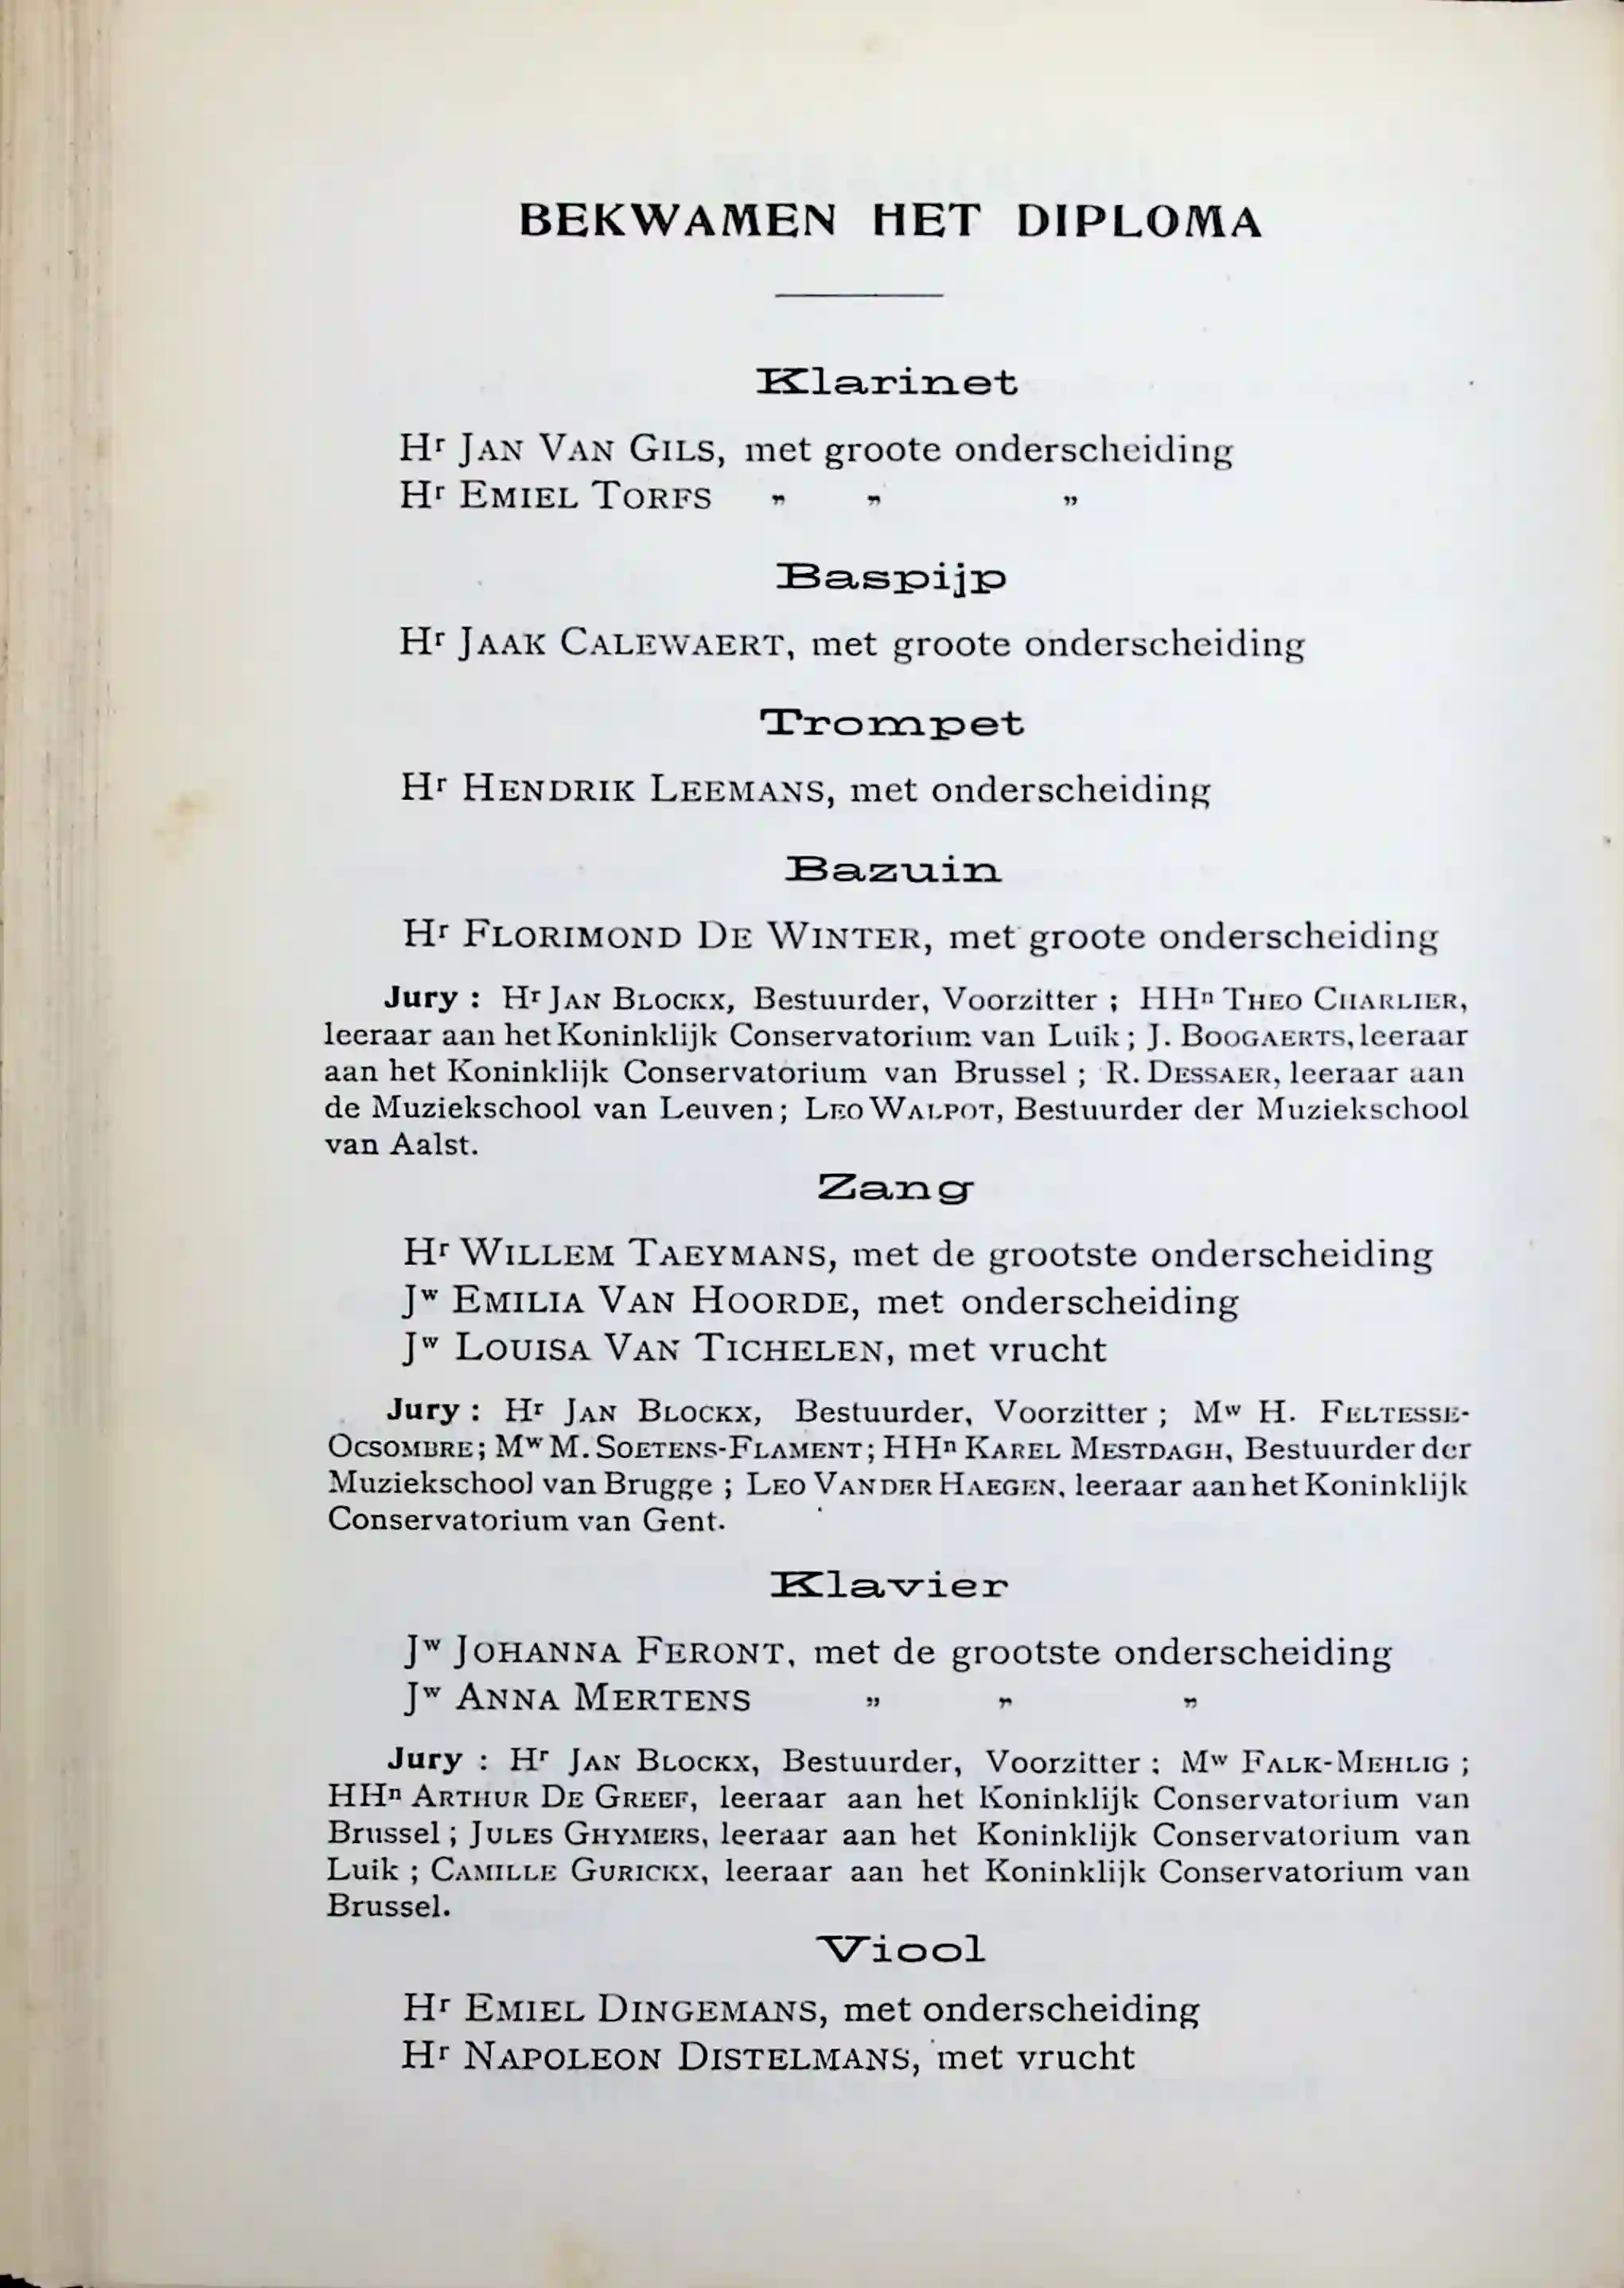 BEKWAMEN HET DIPLOMA
Klarinet
Hr JAN VAN GILS, met groote onderscheiding
Hr EMIEL TORFS " " "
Baspijp
Hr JAAK CALEWAERT, met groote onderscheiding
Trompet
Hr HENDRIK LEEMANS, met onderscheiding
Bazuin
Hr FLORIMOND DE WINTER, met groote onderscheiding
Jury : Hr JAN BLOCKX, Bestuurder, Voorzitter ; HHn THEO CHARLIER,
leeraar aan het Koninklijk Conservatorium van Luik ; J. BOOGAERTS, leeraar
aan het Koninklijk Conservatorium van Brussel ; R. DESSAER, leeraar aan
de Muziekschool van Leuven ; LEO WALPOT, Bestuurder der Muziekschool
van Aalst.
Zang
Hr WILLEM TAEYMANS, met de grootste onderscheiding
Jw EMILIA VAN HOORDE, met onderscheiding
Jw LOUISA VAN TICHELEN, met vrucht
Jury : Hr JAN BLOCKX, Bestuurder, Voorzitter ; Mw H. FELTESSE-
OCSOMBRE ; Mw M. SOETENS-FLAMENT ; HHn KAREL MESTDAGH, Bestuurder der
Muziekschool van Brugge ; LEO VANDER HAEGEN, leeraar aan het Koninklijk
Conservatorium van Gent.
Klavier
Jw JOHANNA FERONT, met de grootste onderscheiding
Jw ANNA MERTENS " " "
Jury : Hr JAN BLOCKX, Bestuurder, Voorzitter ; Mw FALK-MEHLIG ;
HHn ARTHUR DE GREEF, leeraar aan het Koninklijk Conservatorium van
Brussel ; JULES GHYMERS, leeraar aan het Koninklijk Conservatorium van
Luik ; CAMILLE GURICKX, leeraar aan het Koninklijk Conservatorium van
Brussel.
Viool
Hr EMIEL DINGEMANS, met onderscheiding
Hr NAPOLEON DISTELMANS, met vrucht